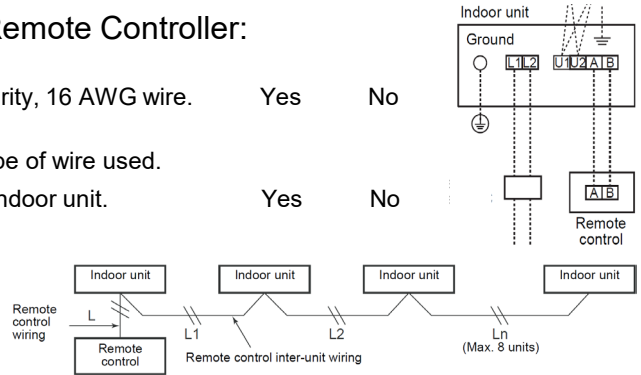 Remote Controller:
rity, 16 AWG wire. Yes No
pe of wire used.
ndoor unit. Yes No
Indoor unit
Ground
L1 L2 U1 U2 A B
A B
Remote
control
Indoor unit Indoor unit Indoor unit Indoor unit
Remote
control
wiring
L
L1 L2 Ln
(Max. 8 units)
Remote control inter-unit wiring
Remote
control